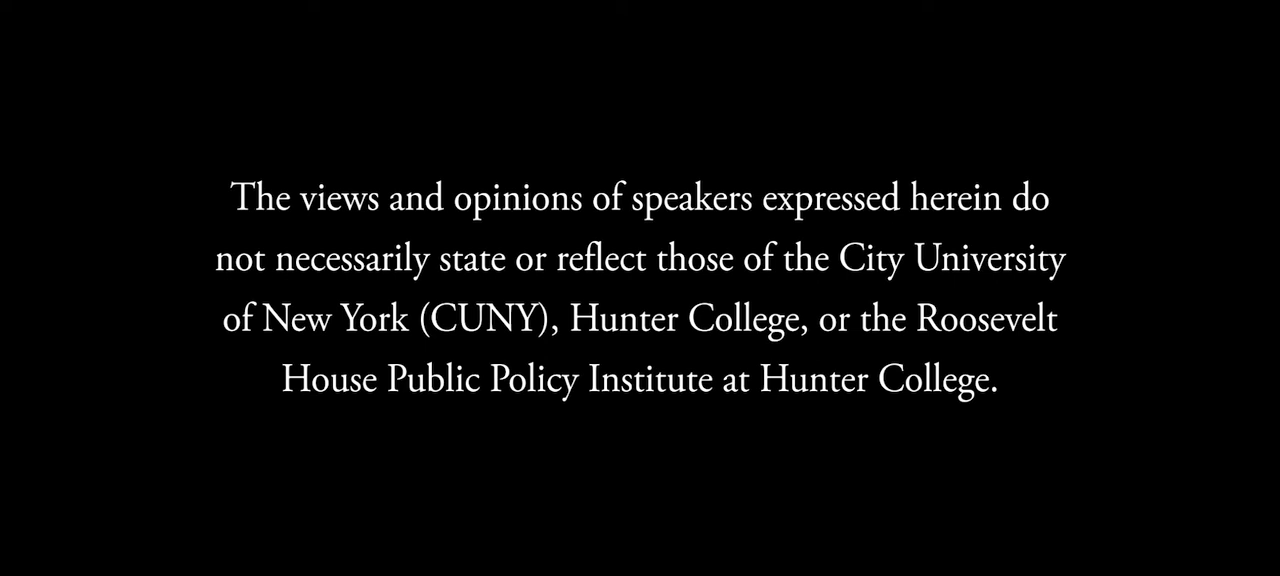 The views and opinions of speakers expressed herein do
not necessarily state or reflect those of the City University
of New York (CUNY), Hunter College, or the Roosevelt
House Public Policy Institute at Hunter College.